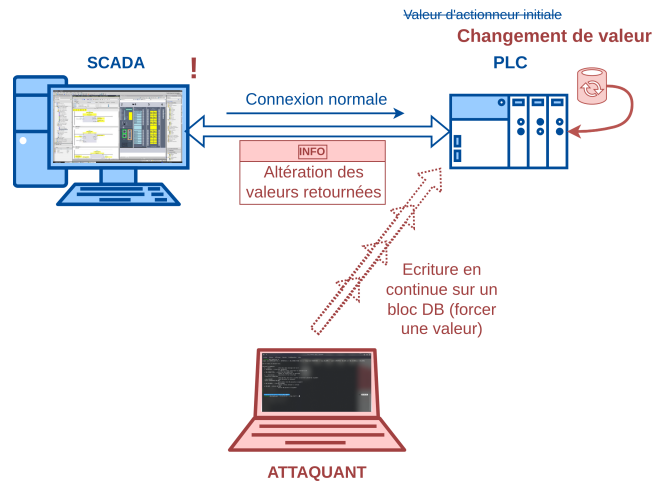 Valeur d'actionneur initiale
Changement de valeur
SCADA
!
PLC
Connexion normale
INFO
Altération des
valeurs retournées
Ecriture en
continue sur un
bloc DB (forcer
une valeur)
ATTAQUANT